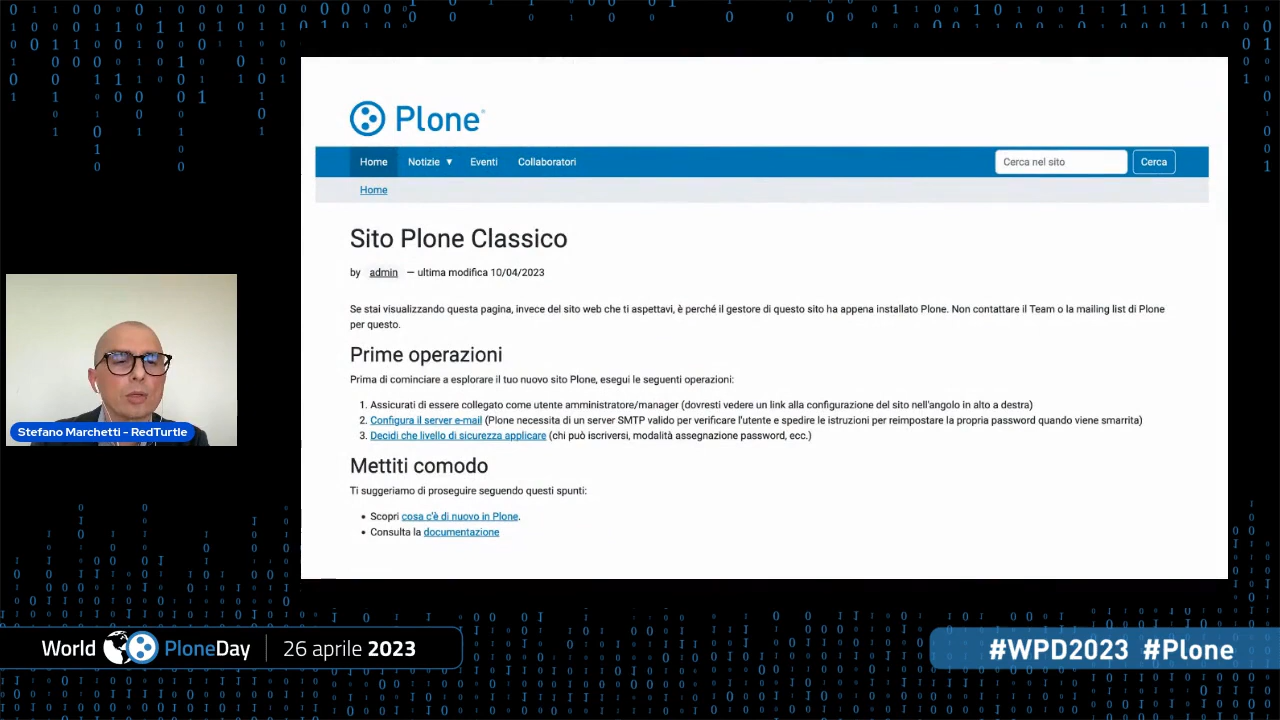 Plone
Home Notizie ▼ Eventi Collaboratori Cerca nel sito Cerca
Home
Sito Plone Classico
by admin — ultima modifica 10/04/2023
Se stai visualizzando questa pagina, invece del sito web che ti aspettavi, è perché il gestore di questo sito ha appena installato Plone. Non contattare il Team o la mailing list di Plone
per questo.
Prime operazioni
Prima di cominciare a esplorare il tuo nuovo sito Plone, esegui le seguenti operazioni:
1. Assicurati di essere collegato come utente amministratore/manager (dovresti vedere un link alla configurazione del sito nell'angolo in alto a destra)
2. Configura il server e-mail (Plone necessita di un server SMTP valido per verificare l'utente e spedire le istruzioni per reimpostare la propria password quando viene smarrita)
3. Decidi che livello di sicurezza applicare (chi può iscriversi, modalità assegnazione password, ecc.)
Mettiti comodo
Ti suggeriamo di proseguire seguendo questi spunti:
• Scopri cosa c'è di nuovo in Plone.
• Consulta la documentazione
Stefano Marchetti - RedTurtle
World PloneDay | 26 aprile 2023
#WPD2023 #Plone